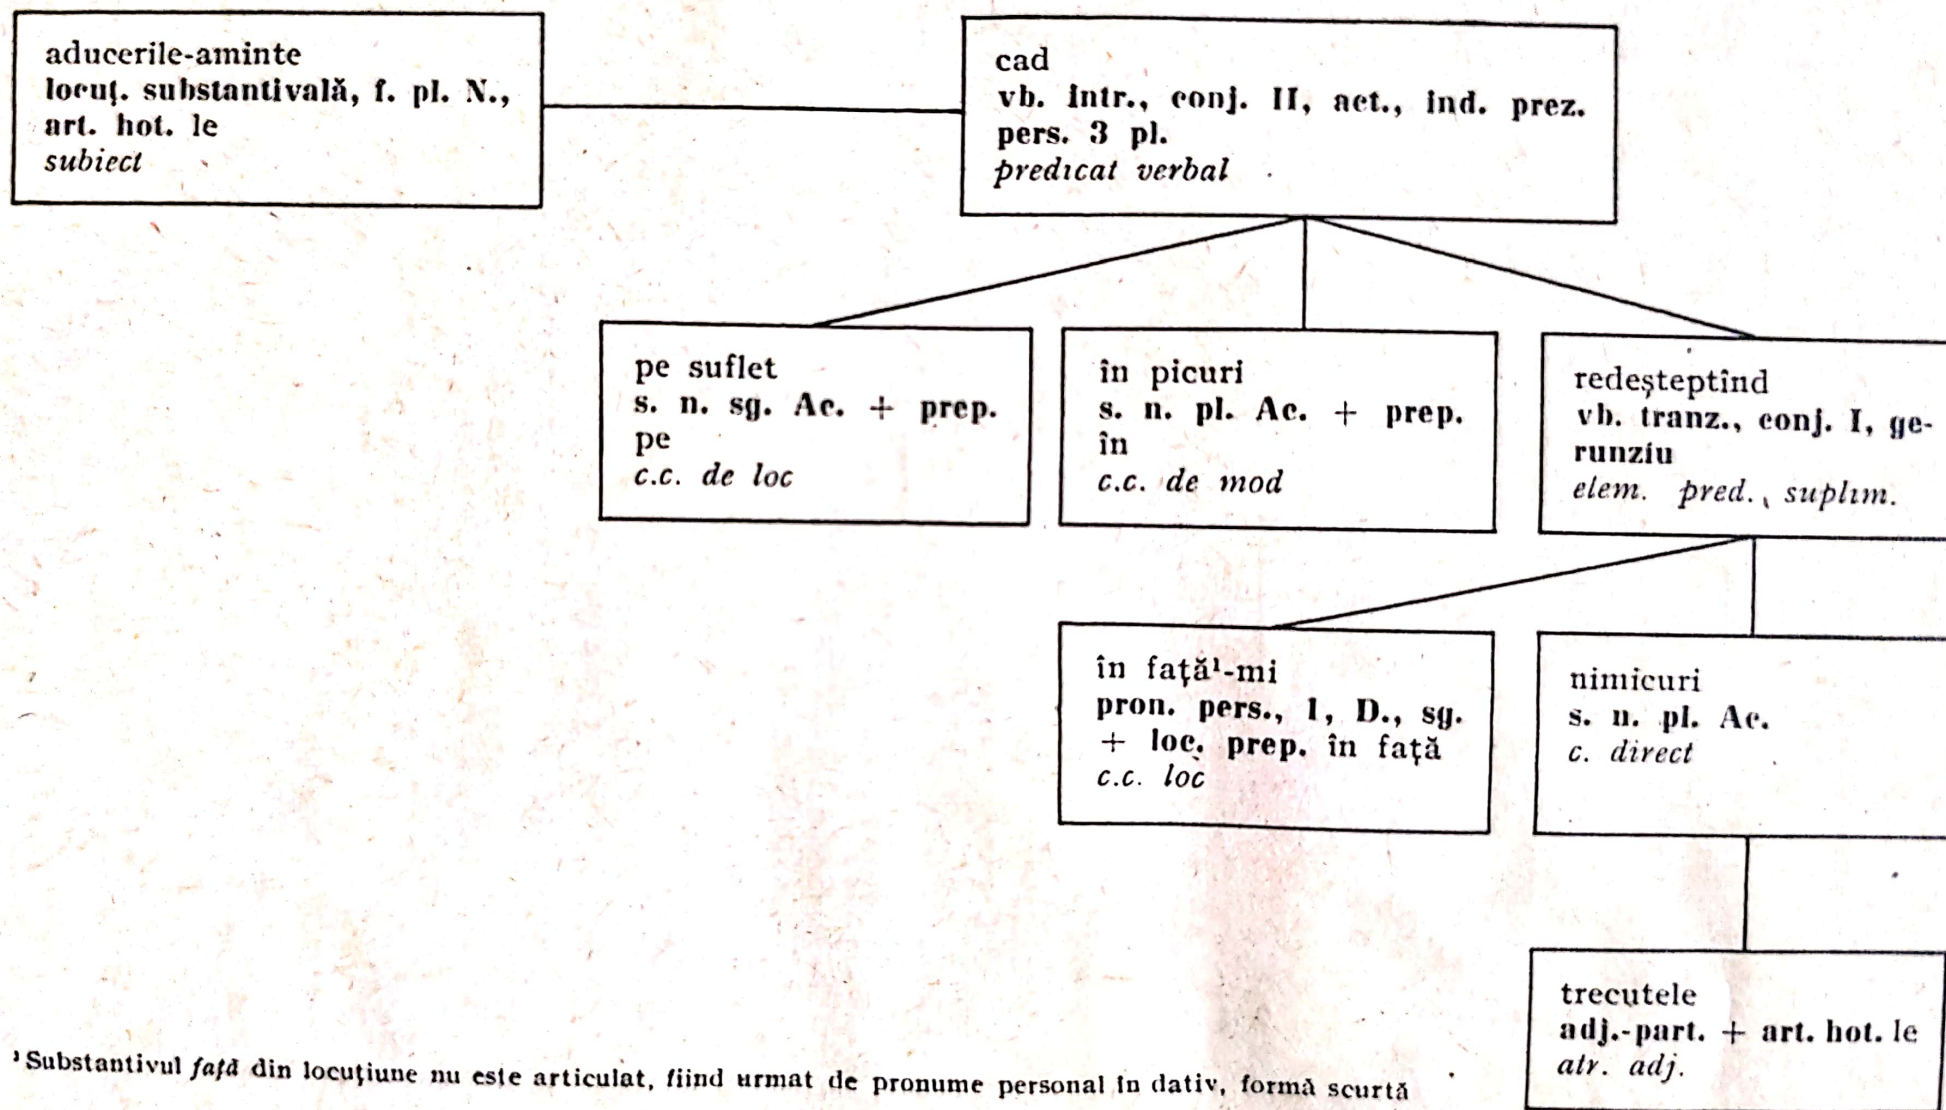 aducerile-aminte
locuţ. substantivală, f. pl. N.,
art. hot. le
subiect
cad
vb. intr., conj. II, act., ind. prez.
pers. 3 pl.
predicat verbal
pe suflet
s. n. sg. Ac. + prep.
pe
c.c. de loc
în picuri
s. n. pl. Ac. + prep.
în
c.c. de mod
redeşteptînd
vb. tranz., conj. I, ge-
runziu
elem. pred. suplim.
în faţă¹-mi
pron. pers., 1, D., sg.
+ loc. prep. în faţă
c.c. loc
nimicuri
s. n. pl. Ac.
c. direct
trecutele
adj.-part. + art. hot. le
atr. adj.
¹ Substantivul faţă din locuţiune nu este articulat, fiind urmat de pronume personal în dativ, formă scurtă